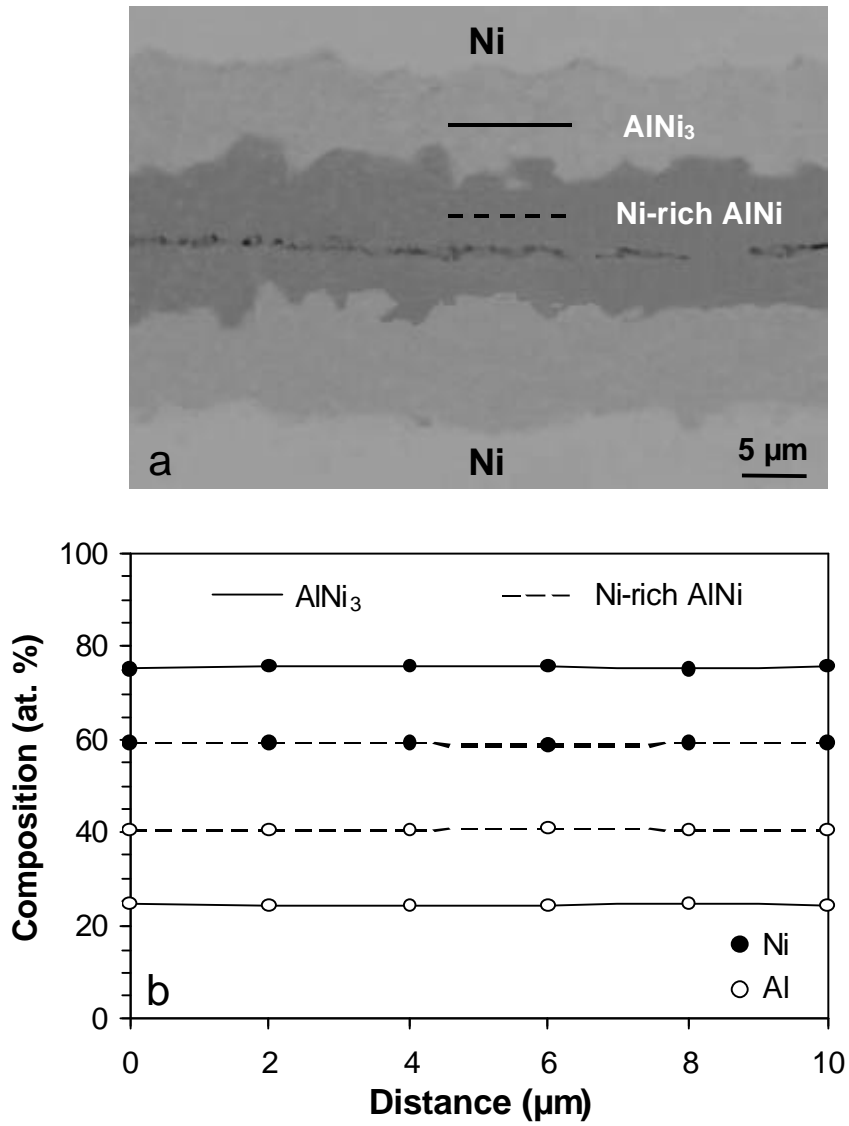 Ni
AlNi₃
Ni-rich AlNi
5 µm
a
Ni
100
80
60
40
20
0
Composition (at. %)
AlNi₃
Ni-rich AlNi
Ni
Al
b
0 2 4 6 8 10
Distance (µm)